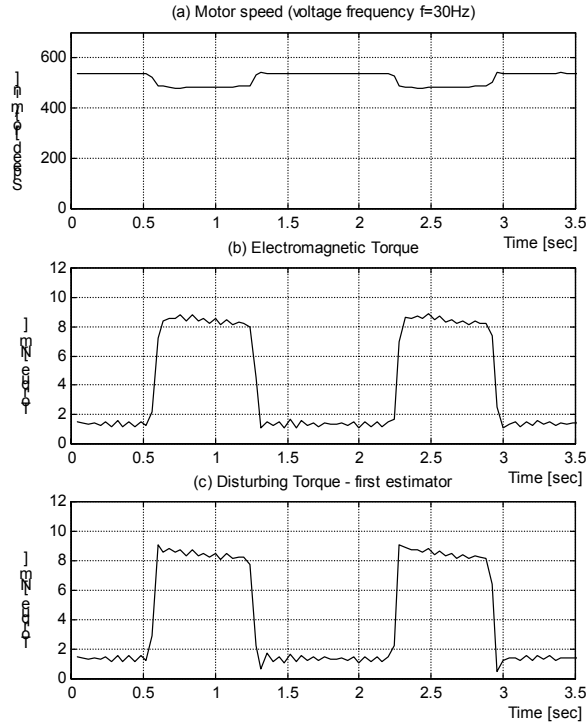 (a) Motor speed (voltage frequency f=30Hz)
600
400
200
0
0 0.5 1 1.5 2 2.5 3 3.5
Time [sec]
(b) Electromagnetic Torque
12
10
8
6
4
2
0
0 0.5 1 1.5 2 2.5 3 3.5
Time [sec]
(c) Disturbing Torque - first estimator
12
10
8
6
4
2
0
0 0.5 1 1.5 2 2.5 3 3.5
Time [sec]